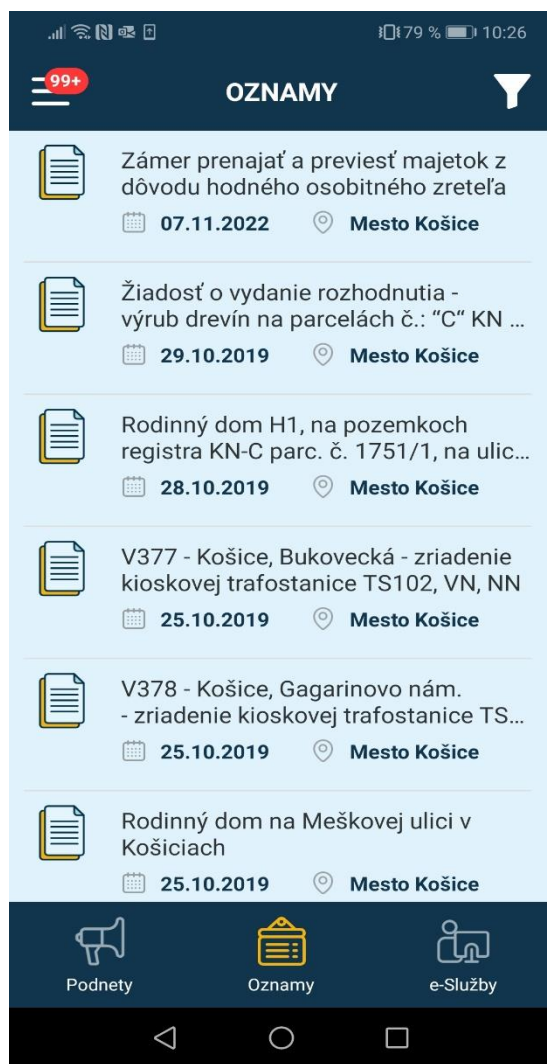 79 % 10:26
99+
OZNAMY
Zámer prenajať a previesť majetok z
dôvodu hodného osobitného zreteľa
07.11.2022 Mesto Košice
Žiadosť o vydanie rozhodnutia -
výrub drevín na parcelách č.: “C“ KN ...
29.10.2019 Mesto Košice
Rodinný dom H1, na pozemkoch
registra KN-C parc. č. 1751/1, na ulic...
28.10.2019 Mesto Košice
V377 - Košice, Bukovecká - zriadenie
kioskovej trafostanice TS102, VN, NN
25.10.2019 Mesto Košice
V378 - Košice, Gagarinovo nám.
- zriadenie kioskovej trafostanice TS...
25.10.2019 Mesto Košice
Rodinný dom na Meškovej ulici v
Košiciach
25.10.2019 Mesto Košice
Podnety Oznamy e-Služby